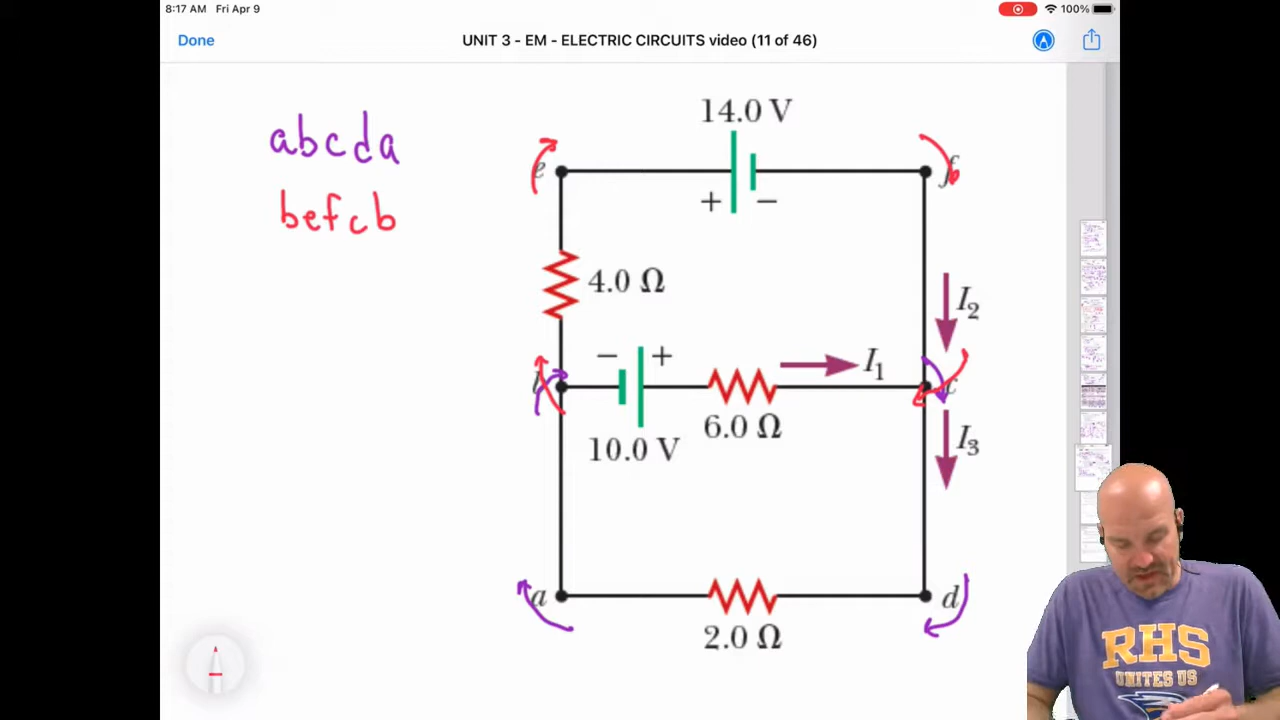 8:17 AM Fri Apr 9
100%
Done
UNIT 3 - EM - ELECTRIC CIRCUITS video (11 of 46)
abcda
befcb
14.0 V
e
f
+ −
4.0 Ω
I₂
− +
I₁
c
10.0 V
6.0 Ω
I₃
a
d
2.0 Ω
RHS
UNITES US